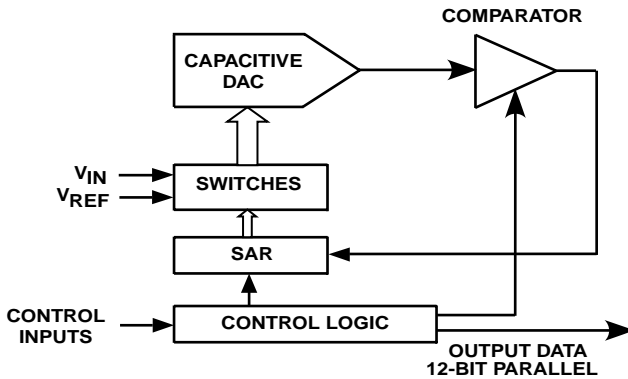 COMPARATOR
CAPACITIVE
DAC
VIN
VREF
SWITCHES
SAR
CONTROL
INPUTS
CONTROL LOGIC
OUTPUT DATA
12-BIT PARALLEL